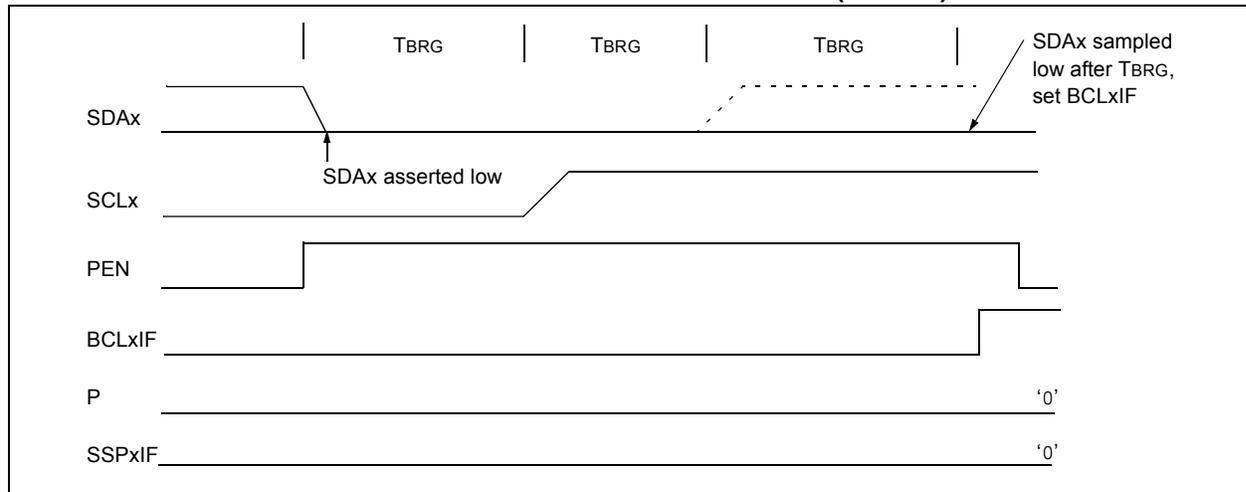 TBRG TBRG TBRG
SDAx sampled
low after TBRG,
set BCLxIF
SDAx
SDAx asserted low
SCLx
PEN
BCLxIF
P
‘0’
SSPxIF
‘0’